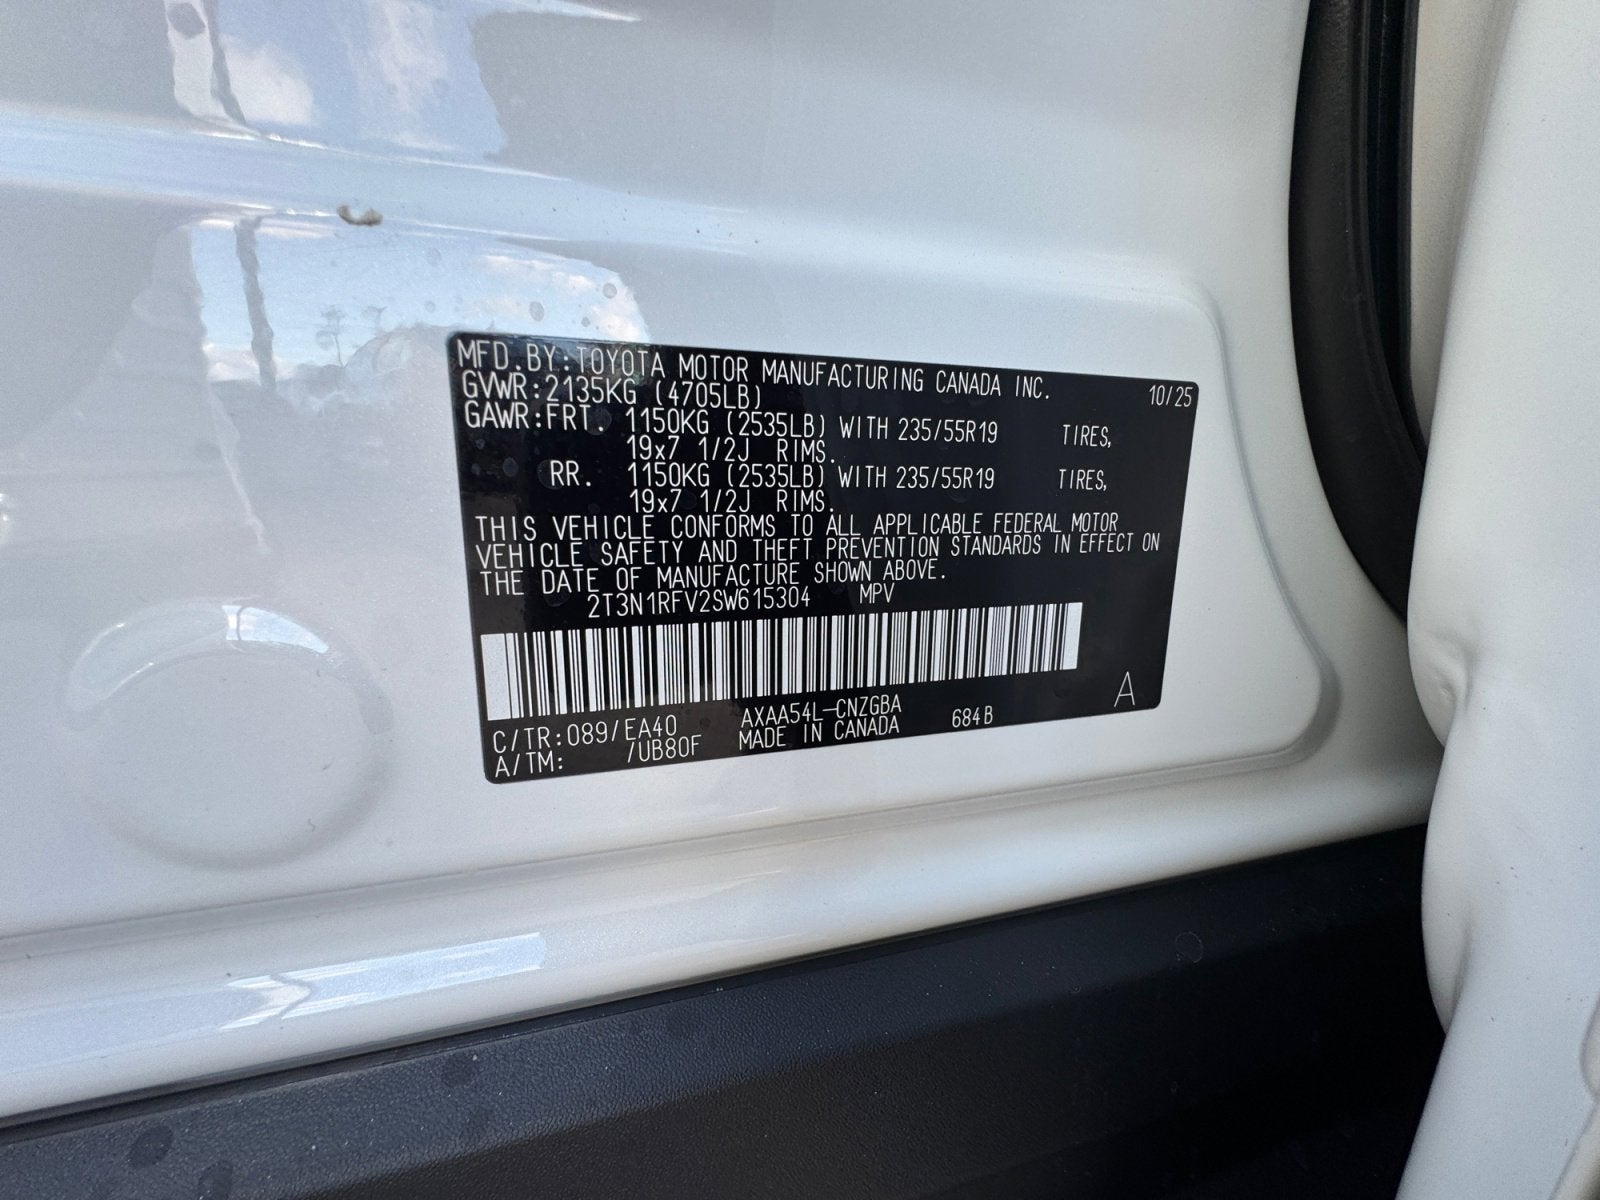 MFD. BY: TOYOTA MOTOR MANUFACTURING CANADA INC. 10/25
GVWR: 2135KG (4705LB)
GAWR: FRT. 1150KG (2535LB) WITH 235/55R19 TIRES,
19x7 1/2J RIMS.
RR. 1150KG (2535LB) WITH 235/55R19 TIRES,
19x7 1/2J RIMS.
THIS VEHICLE CONFORMS TO ALL APPLICABLE FEDERAL MOTOR
VEHICLE SAFETY AND THEFT PREVENTION STANDARDS IN EFFECT ON
THE DATE OF MANUFACTURE SHOWN ABOVE.
2T3N1RFV2SW615304 MPV
A
C/TR: 089/EA40 AXAA54L-CNZGBA 684B
A/TM: /UB80F MADE IN CANADA